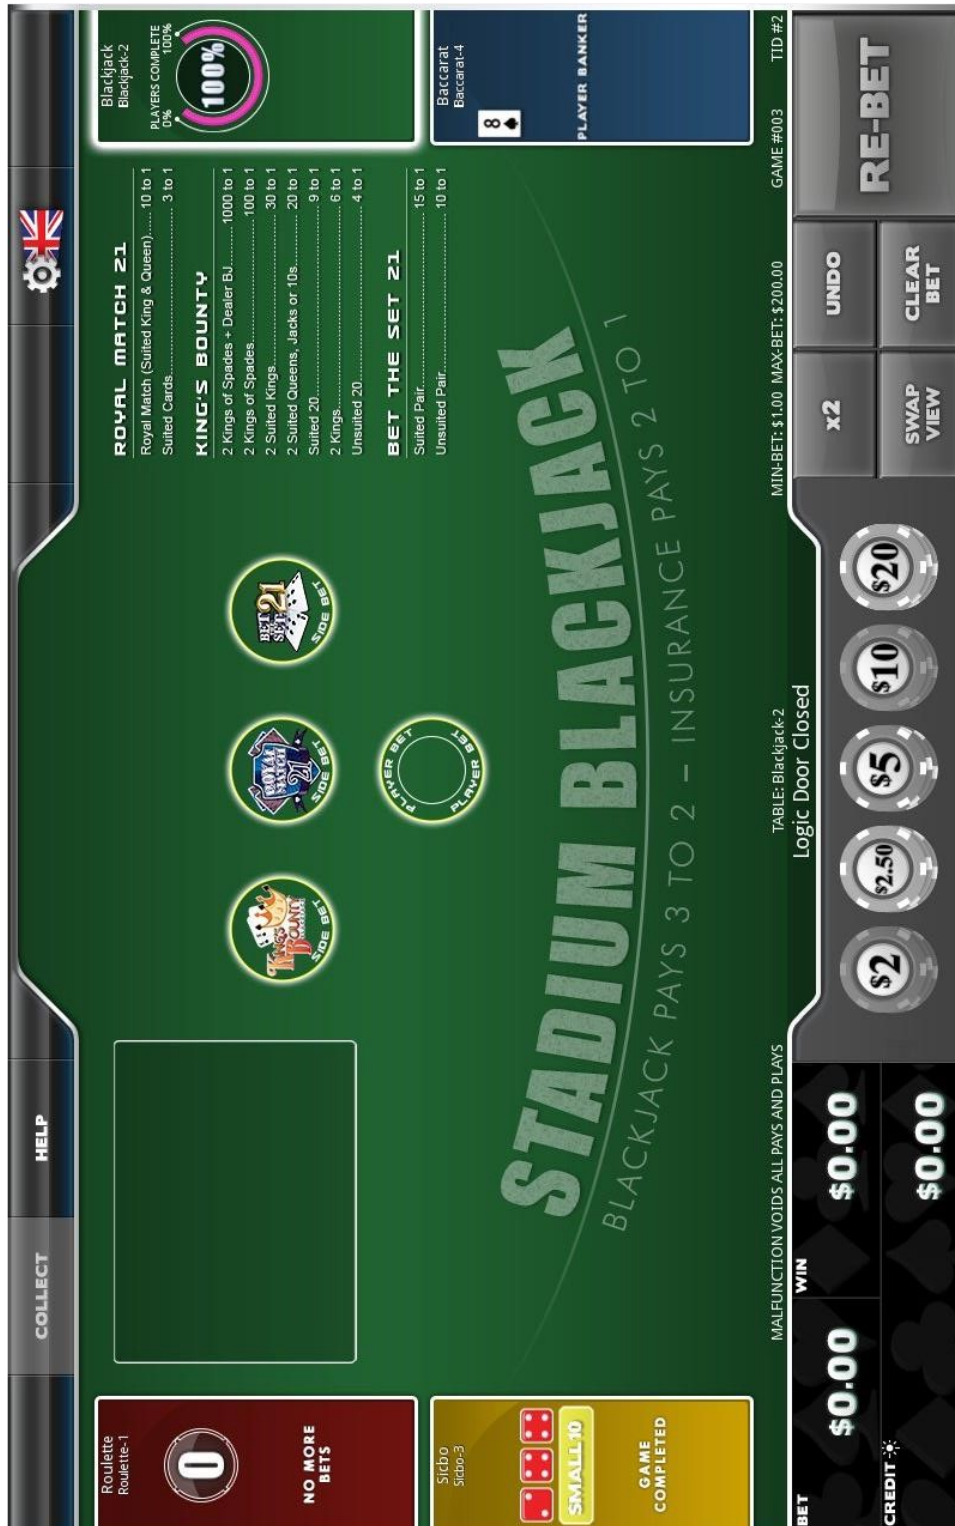 COLLECT
HELP
Roulette
Roulette-1
0
NO MORE
BETS
Sicbo
Sicbo-3
SMALL 10
GAME
COMPLETED
KING'S
BOUNTY
SIDE BET
ROYAL
MATCH
21
SIDE BET
BET
THE
SET 21
SIDE BET
PLAYER BET
PLAYER BET
ROYAL MATCH 21
Royal Match (Suited King & Queen)...... 10 to 1
Suited Cards.......... 3 to 1
KING'S BOUNTY
2 Kings of Spades + Dealer BJ.......... 1000 to 1
2 Kings of Spades.......... 100 to 1
2 Suited Kings.......... 30 to 1
2 Suited Queens, Jacks or 10s.......... 20 to 1
Suited 20.......... 9 to 1
2 Kings.......... 6 to 1
Unsuited 20.......... 4 to 1
BET THE SET 21
Suited Pair.......... 15 to 1
Unsuited Pair.......... 10 to 1
Blackjack
Blackjack-2
PLAYERS COMPLETE
0% 100%
100%
Baccarat
Baccarat-4
8
PLAYER BANKER
STADIUM BLACKJACK
BLACKJACK PAYS 3 TO 2 – INSURANCE PAYS 2 TO 1
MALFUNCTION VOIDS ALL PAYS AND PLAYS
TABLE: Blackjack-2
MIN-BET: $1.00 MAX-BET: $200.00
GAME #003
TID #2
Logic Door Closed
BET
$0.00
WIN
$0.00
CREDIT
$0.00
$2
$2.50
$5
$10
$20
x2
UNDO
SWAP
VIEW
CLEAR
BET
RE-BET